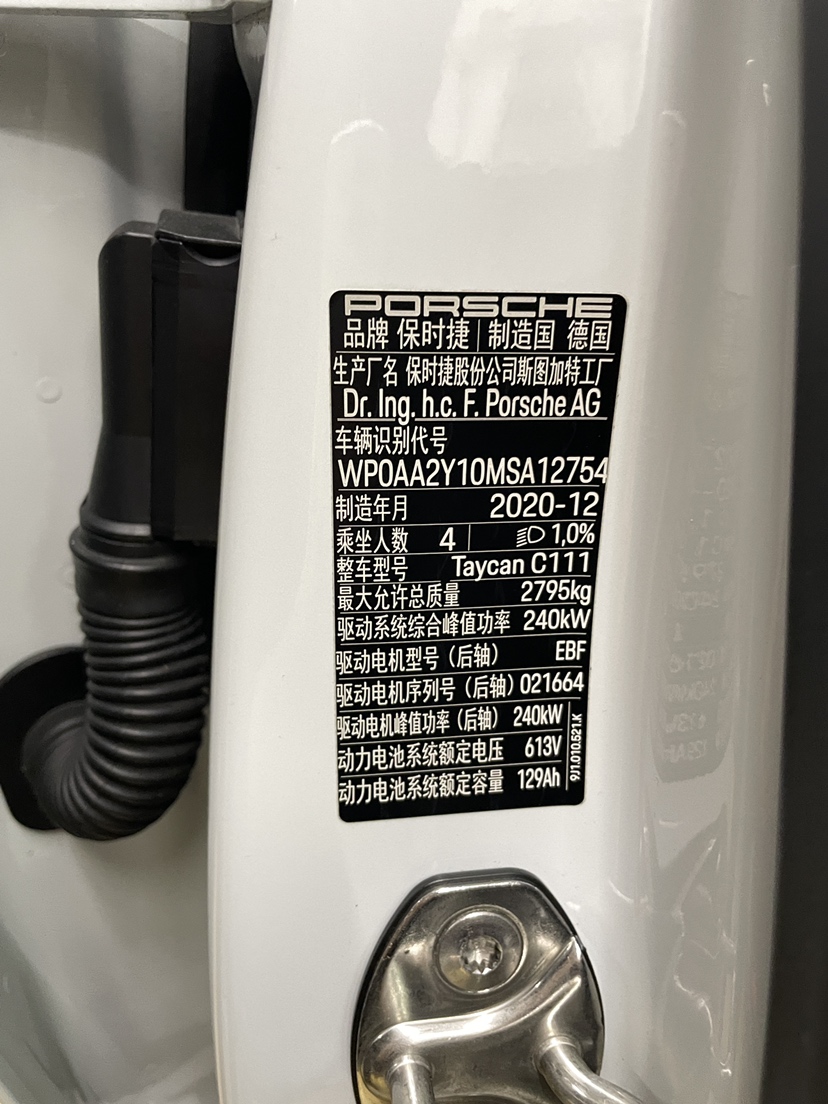 PORSCHE
品牌 保时捷 | 制造国 德国
生产厂名 保时捷股份公司斯图加特工厂
Dr. Ing. h.c. F. Porsche AG
车辆识别代号
WP0AA2Y10MSA12754
制造年月 2020-12
乘坐人数 4 | 1,0%
整车型号 Taycan C111
最大允许总质量 2795kg
驱动系统综合峰值功率 240kW
驱动电机型号（后轴） EBF
驱动电机序列号（后轴） 021664
驱动电机峰值功率（后轴） 240kW
动力电池系统额定电压 613V
动力电池系统额定容量 129Ah
9J1.010.521.K